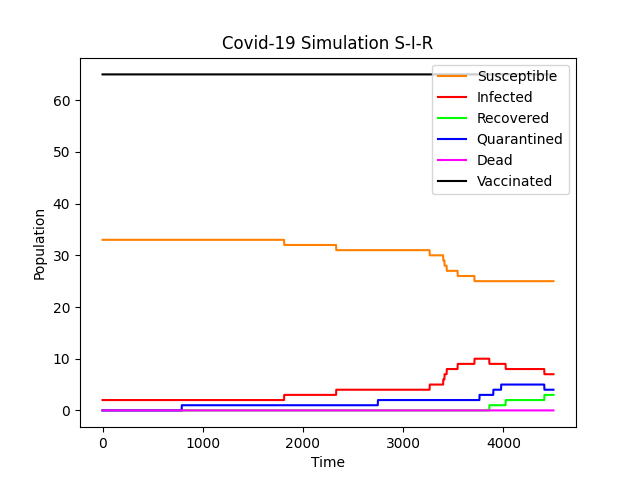 Covid-19 Simulation S-I-R
Susceptible
Infected
Recovered
Quarantined
Dead
Vaccinated
Population
60
50
40
30
20
10
0
0 1000 2000 3000 4000
Time